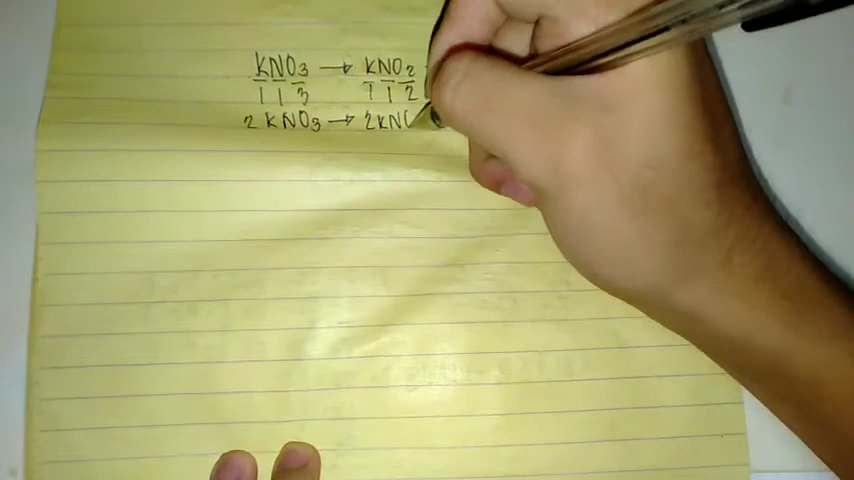 KNO3 → KNO2
1 1 3 1 1 2
2 KNO3 → 2KN